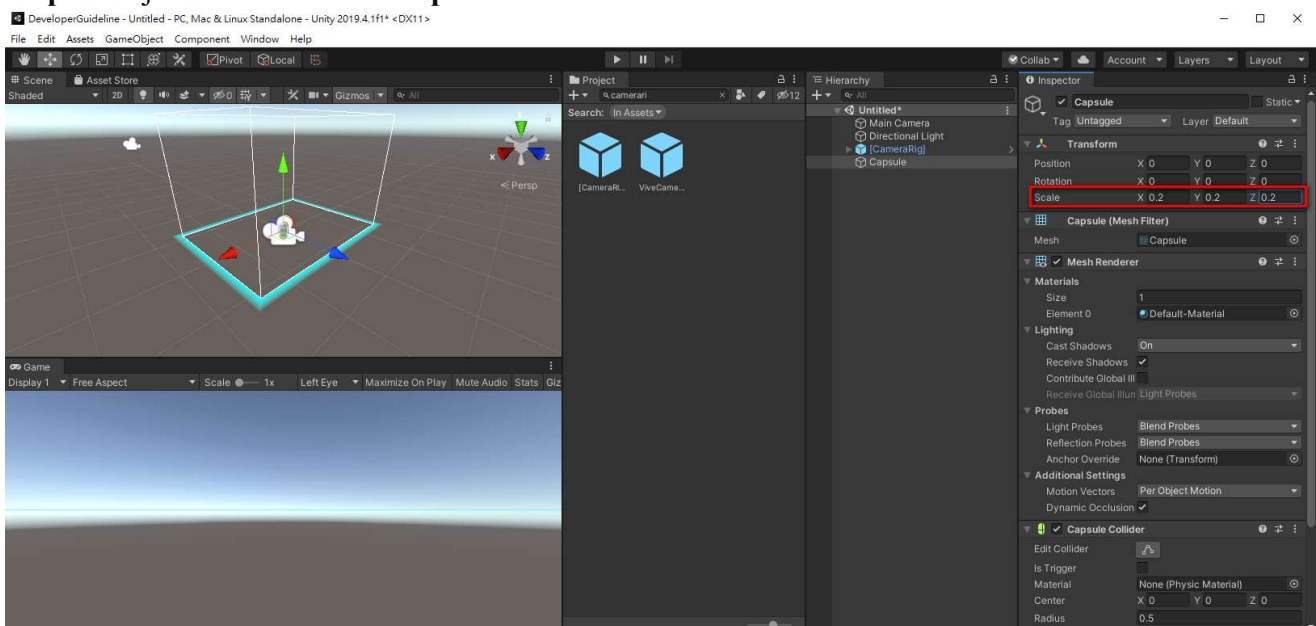 DeveloperGuideline - Untitled - PC, Mac & Linux Standalone - Unity 2019.4.1f1* <DX11>
File Edit Assets GameObject Component Window Help
Pivot Local Collab Account Layers Layout
Scene Asset Store
Shaded 2D 0 Gizmos All
x z
Persp
Game
Display 1 Free Aspect Scale 1x Left Eye Maximize On Play Mute Audio Stats Giz
Project
camerari 12
Search: In Assets
[CameraRi... ViveCame...
Hierarchy
All
Untitled*
Main Camera
Directional Light
[CameraRig]
Capsule
Inspector
Capsule Static
Tag Untagged Layer Default
Transform
Position X 0 Y 0 Z 0
Rotation X 0 Y 0 Z 0
Scale X 0.2 Y 0.2 Z 0.2
Capsule (Mesh Filter)
Mesh Capsule
Mesh Renderer
Materials
Size 1
Element 0 Default-Material
Lighting
Cast Shadows On
Receive Shadows
Contribute Global Ill
Receive Global Illun Light Probes
Probes
Light Probes Blend Probes
Reflection Probes Blend Probes
Anchor Override None (Transform)
Additional Settings
Motion Vectors Per Object Motion
Dynamic Occlusion
Capsule Collider
Edit Collider
Is Trigger
Material None (Physic Material)
Center X 0 Y 0 Z 0
Radius 0.5